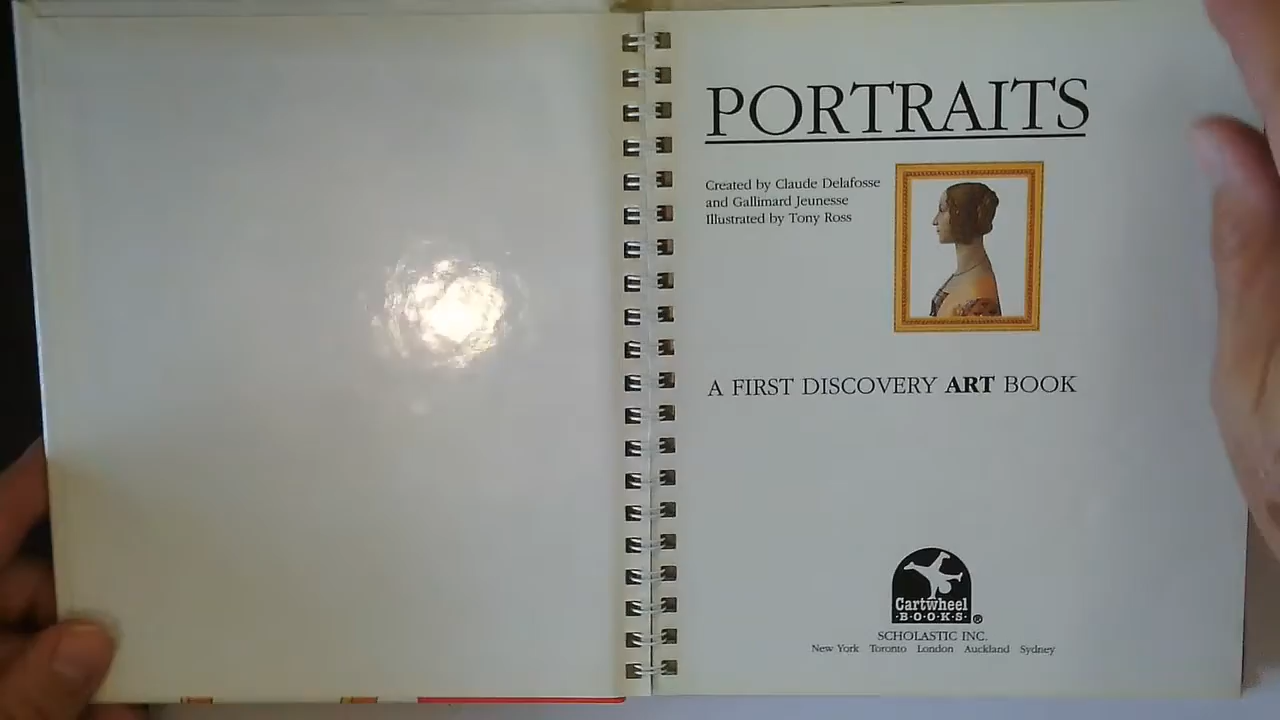 PORTRAITS
Created by Claude Delafosse
and Gallimard Jeunesse
Illustrated by Tony Ross
A FIRST DISCOVERY ART BOOK
Cartwheel
·B·O·O·K·S· ®
SCHOLASTIC INC.
New York Toronto London Auckland Sydney